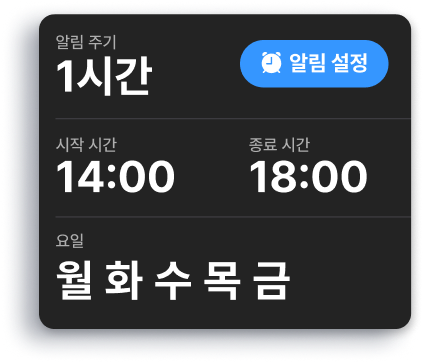 알림 주기
1시간
알림 설정
시작 시간
종료 시간
14:00
18:00
요일
월 화 수 목 금